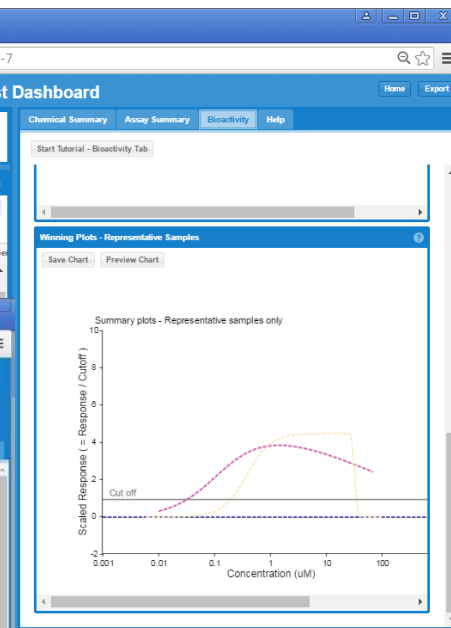 -7
st Dashboard
Home Export
Chemical Summary Assay Summary Bioactivity Help
Start Tutorial - Bioactivity Tab
Winning Plots - Representative Samples
Save Chart Preview Chart
Summary plots - Representative samples only
10
8
6
4
2
0
-2
Scaled Response ( = Response / Cutoff )
Cut off
0.001 0.01 0.1 1 10 100
Concentration (uM)